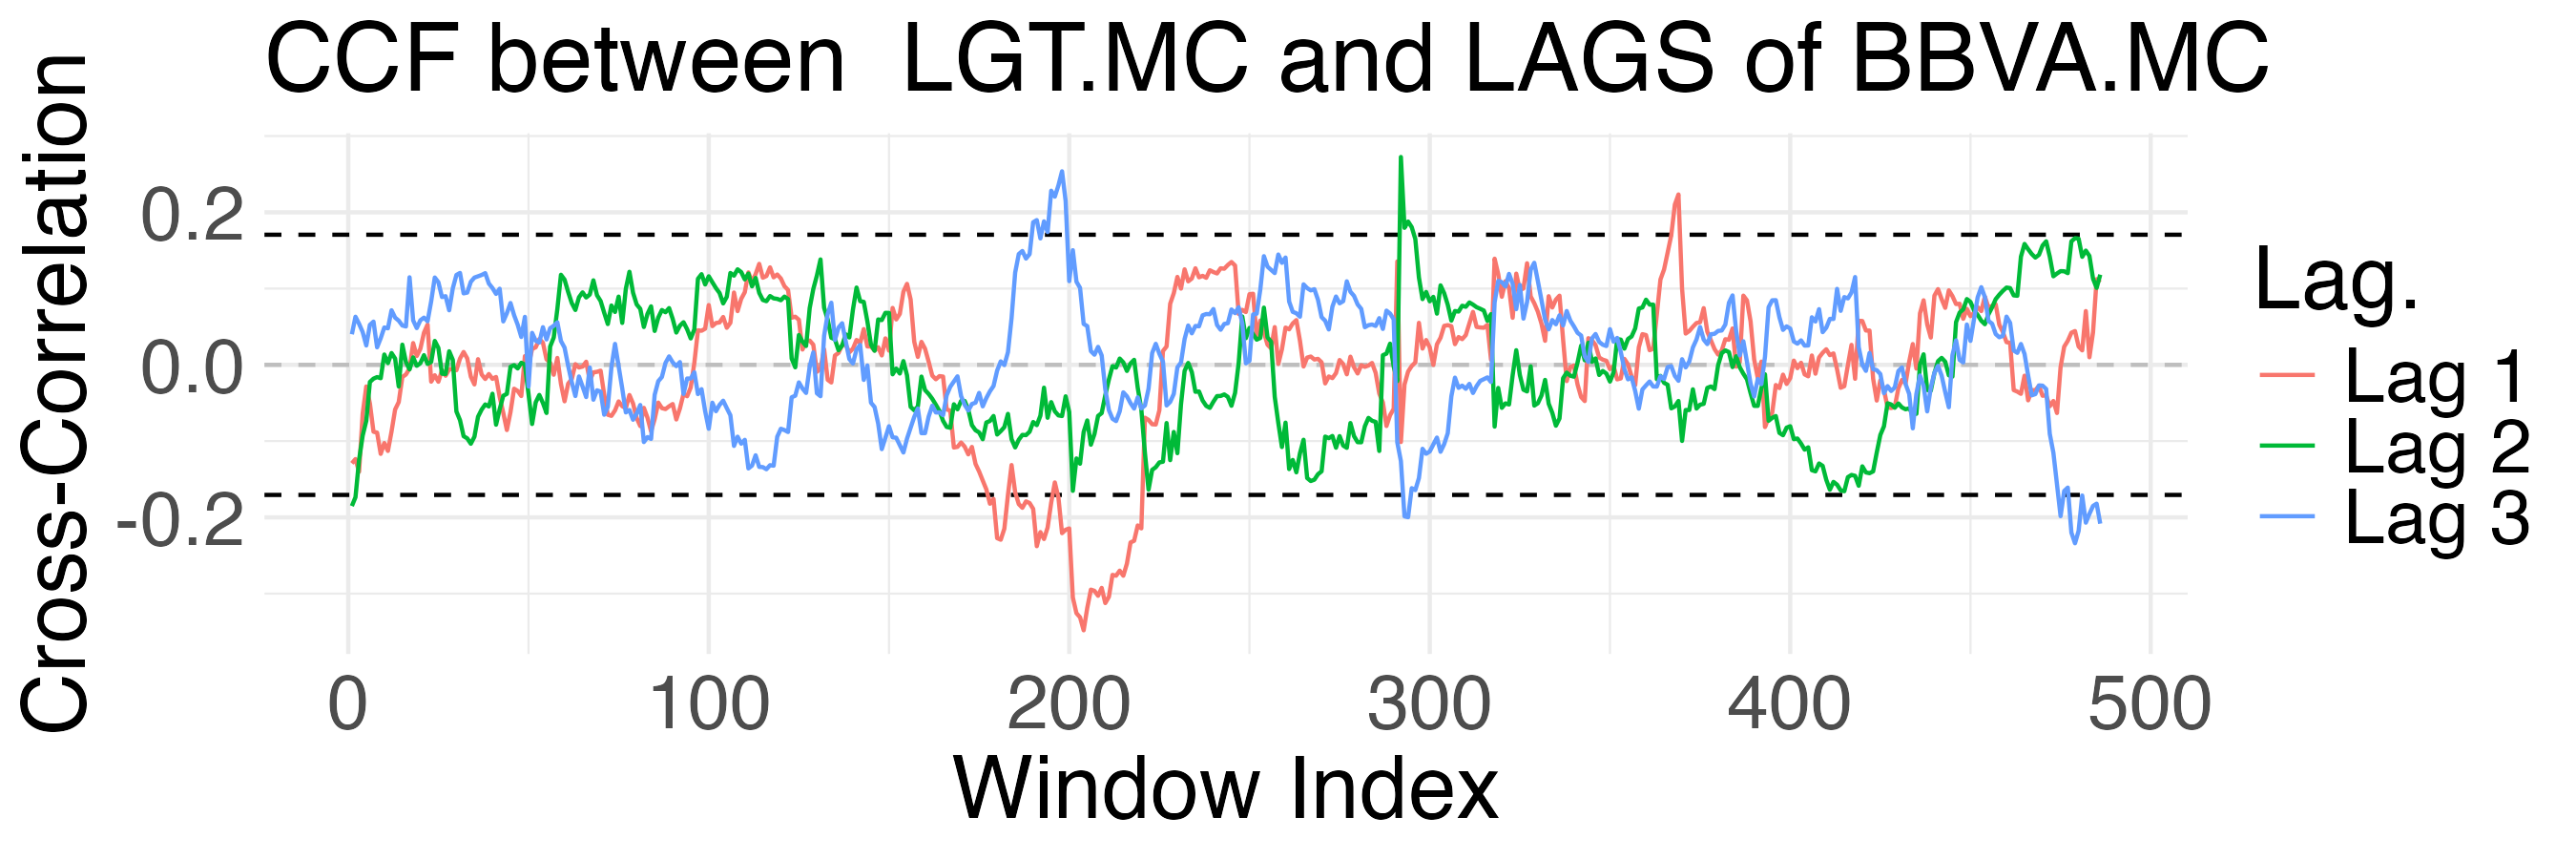 CCF between  LGT.MC and LAGS of BBVA.MC
Cross-Correlation
0.2
0.0
-0.2
0 100 200 300 400 500
Window Index
Lag.
Lag 1
Lag 2
Lag 3